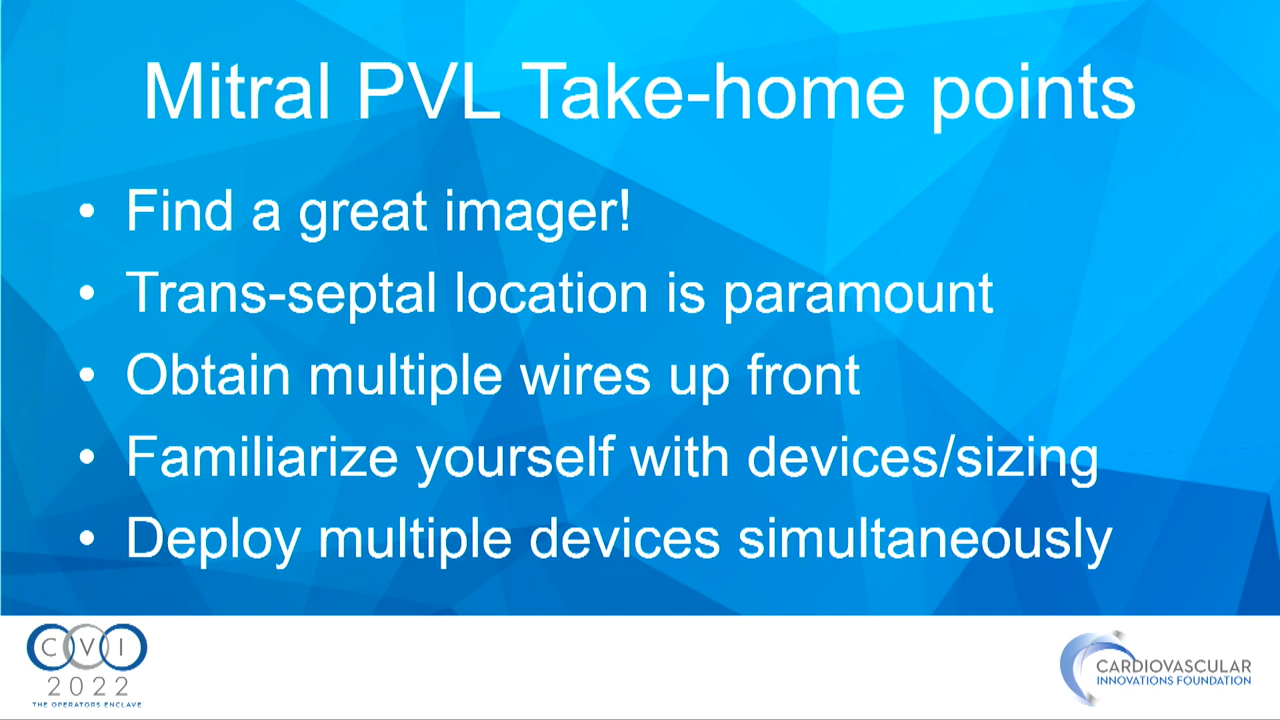 Mitral PVL Take-home points
• Find a great imager!
• Trans-septal location is paramount
• Obtain multiple wires up front
• Familiarize yourself with devices/sizing
• Deploy multiple devices simultaneously
CVI
2022
THE OPERATORS ENCLAVE
CARDIOVASCULAR
INNOVATIONS FOUNDATION